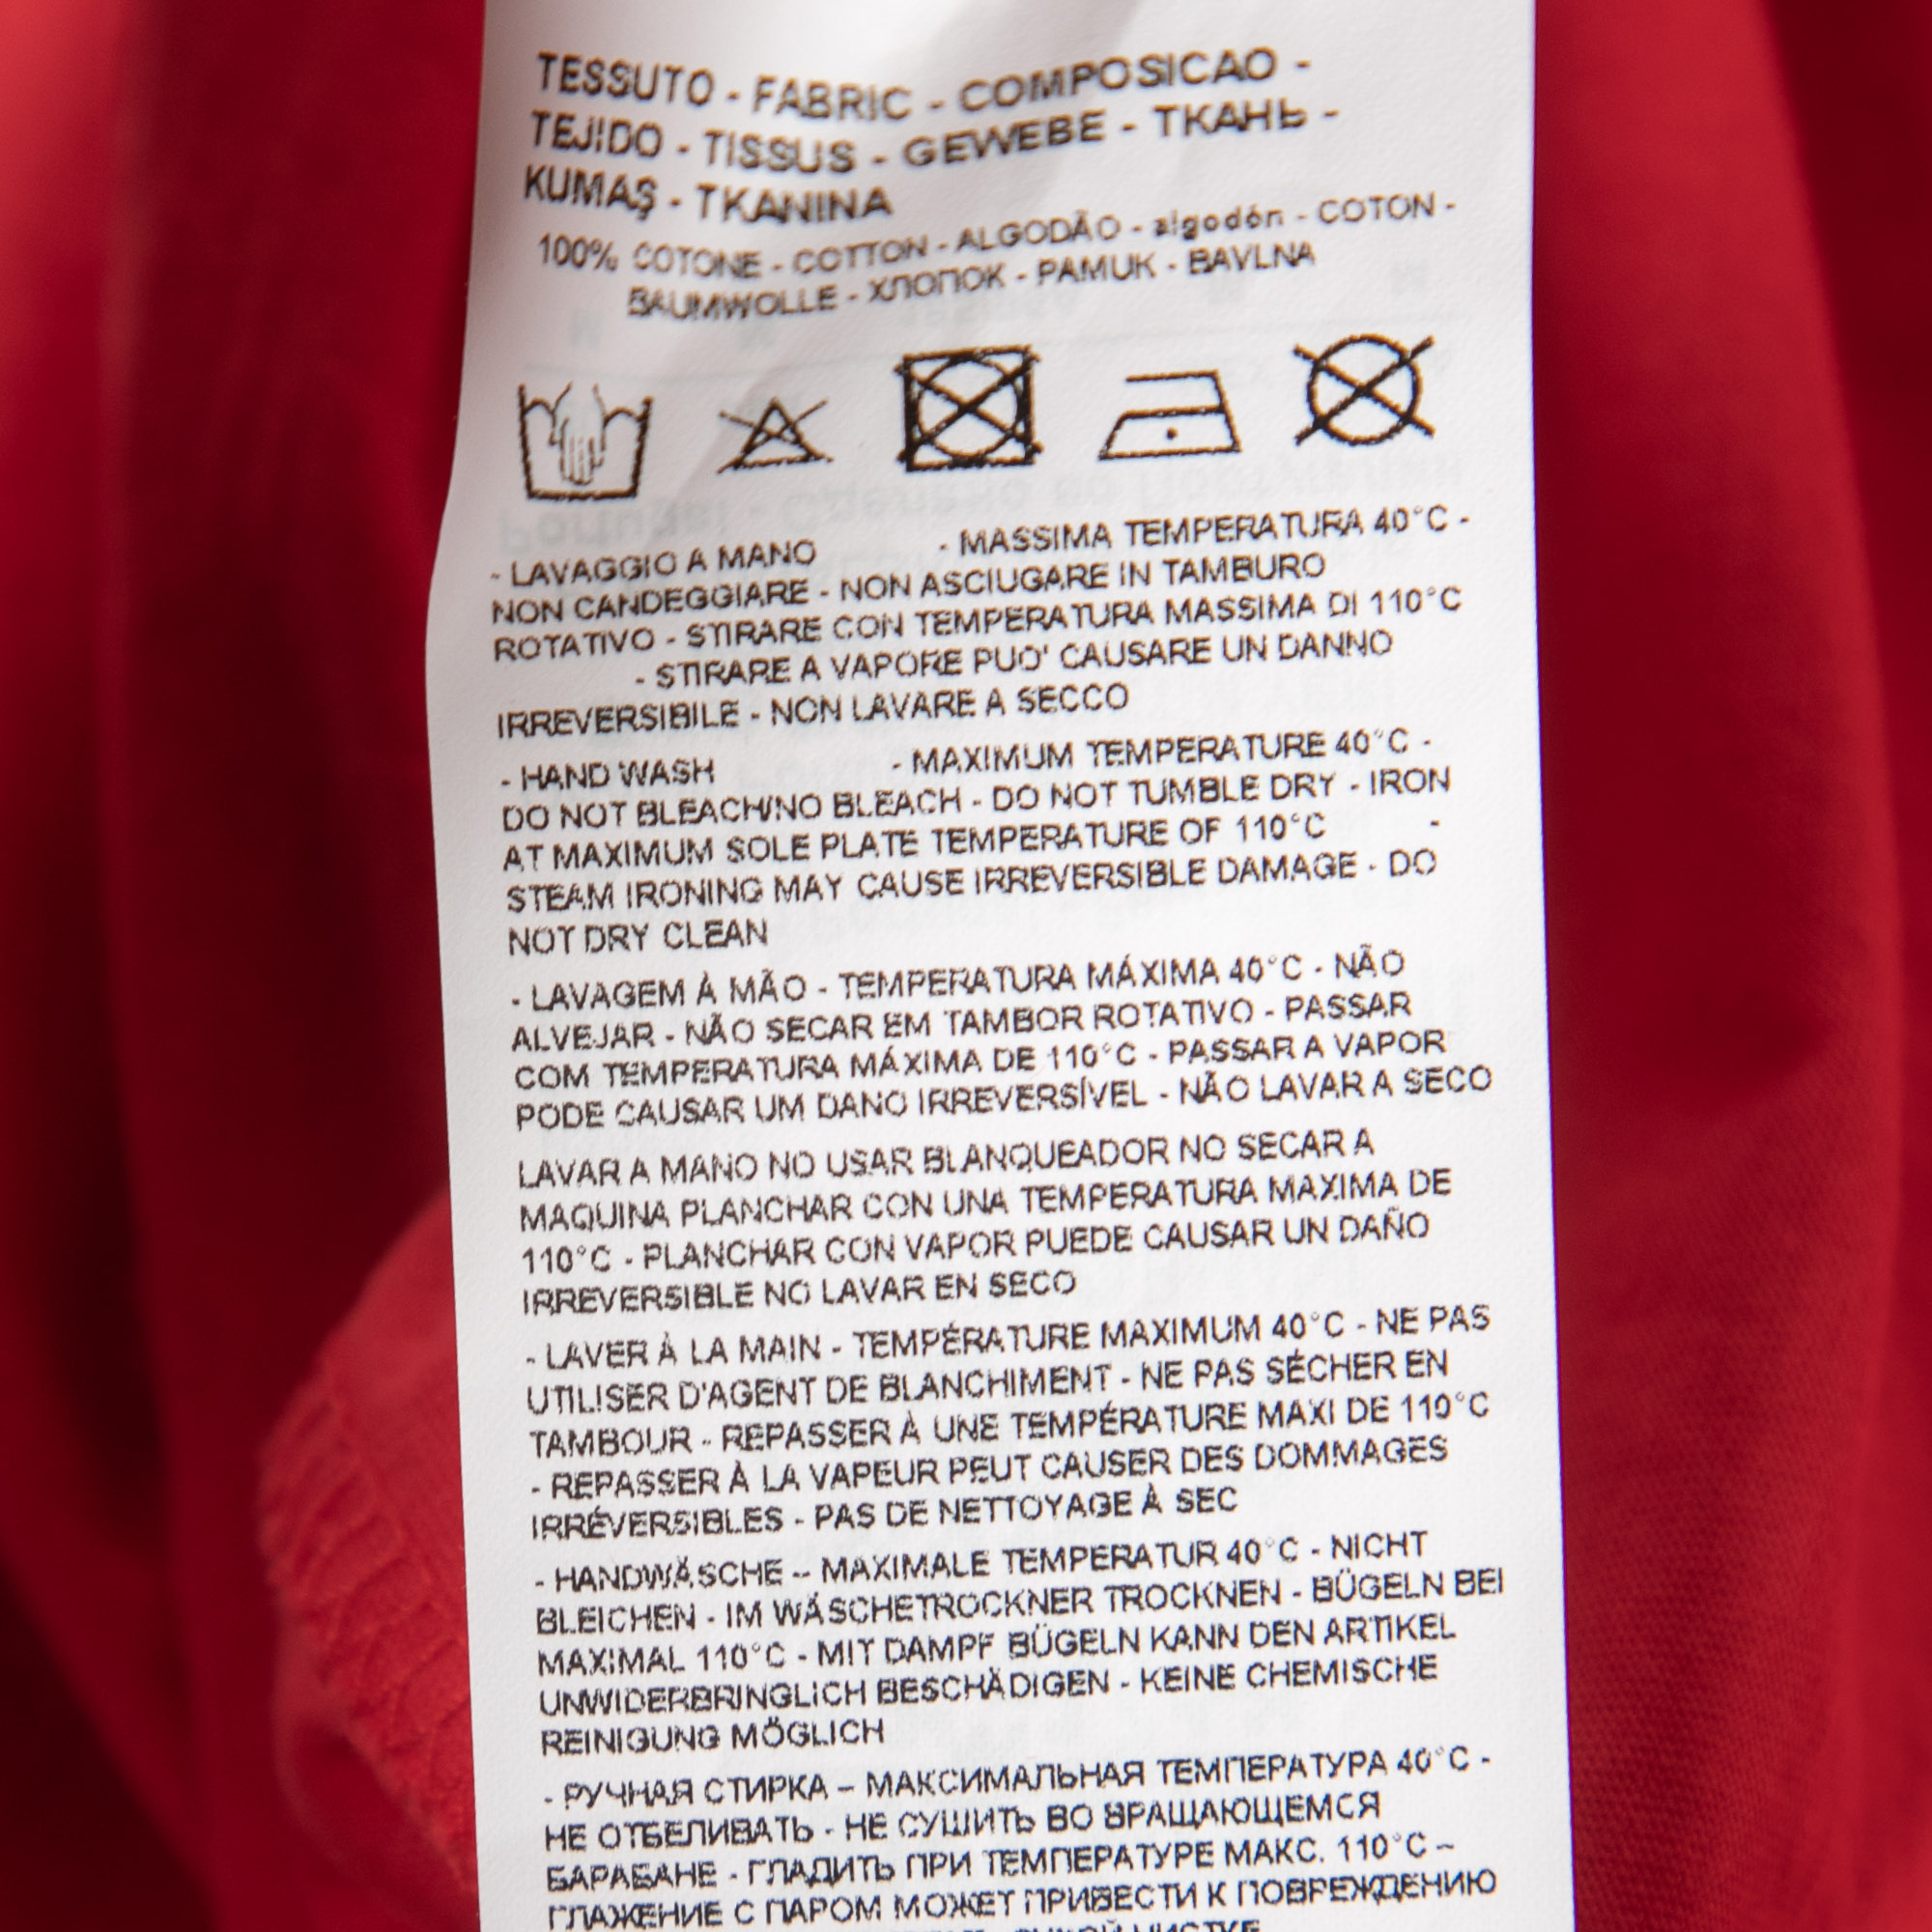 TESSUTO - FABRIC - COMPOSICAO -
TEJIDO - TISSUS - GEWEBE - ТКАНЬ -
KUMAŞ - TKANINA
100% COTONE - COTTON - ALGODÃO - algodón - COTON -
BAUMWOLLE - ХЛОПОК - PAMUK - BAVLNA
- LAVAGGIO A MANO - MASSIMA TEMPERATURA 40°C -
NON CANDEGGIARE - NON ASCIUGARE IN TAMBURO
ROTATIVO - STIRARE CON TEMPERATURA MASSIMA DI 110°C
- STIRARE A VAPORE PUO' CAUSARE UN DANNO
IRREVERSIBILE - NON LAVARE A SECCO
- HAND WASH - MAXIMUM TEMPERATURE 40°C -
DO NOT BLEACH/NO BLEACH - DO NOT TUMBLE DRY - IRON
AT MAXIMUM SOLE PLATE TEMPERATURE OF 110°C -
STEAM IRONING MAY CAUSE IRREVERSIBLE DAMAGE - DO
NOT DRY CLEAN
- LAVAGEM À MÃO - TEMPERATURA MÁXIMA 40°C - NÃO
ALVEJAR - NÃO SECAR EM TAMBOR ROTATIVO - PASSAR
COM TEMPERATURA MÁXIMA DE 110°C - PASSAR A VAPOR
PODE CAUSAR UM DANO IRREVERSÍVEL - NÃO LAVAR A SECO
LAVAR A MANO NO USAR BLANQUEADOR NO SECAR A
MAQUINA PLANCHAR CON UNA TEMPERATURA MAXIMA DE
110°C - PLANCHAR CON VAPOR PUEDE CAUSAR UN DAÑO
IRREVERSIBLE NO LAVAR EN SECO
- LAVER À LA MAIN - TEMPÉRATURE MAXIMUM 40°C - NE PAS
UTILISER D'AGENT DE BLANCHIMENT - NE PAS SÉCHER EN
TAMBOUR - REPASSER À UNE TEMPÉRATURE MAXI DE 110°C
- REPASSER À LA VAPEUR PEUT CAUSER DES DOMMAGES
IRRÉVERSIBLES - PAS DE NETTOYAGE À SEC
- HANDWÄSCHE – MAXIMALE TEMPERATUR 40°C - NICHT
BLEICHEN - IM WÄSCHETROCKNER TROCKNEN - BÜGELN BEI
MAXIMAL 110°C - MIT DAMPF BÜGELN KANN DEN ARTIKEL
UNWIDERBRINGLICH BESCHÄDIGEN - KEINE CHEMISCHE
REINIGUNG MÖGLICH
- РУЧНАЯ СТИРКА – МАКСИМАЛЬНАЯ ТЕМПЕРАТУРА 40°C -
НЕ ОТБЕЛИВАТЬ - НЕ СУШИТЬ ВО ВРАЩАЮЩЕМСЯ
БАРАБАНЕ - ГЛАДИТЬ ПРИ ТЕМПЕРАТУРЕ МАКС. 110°C –
ГЛАЖЕНИЕ С ПАРОМ МОЖЕТ ПРИВЕСТИ К ПОВРЕЖДЕНИЮ